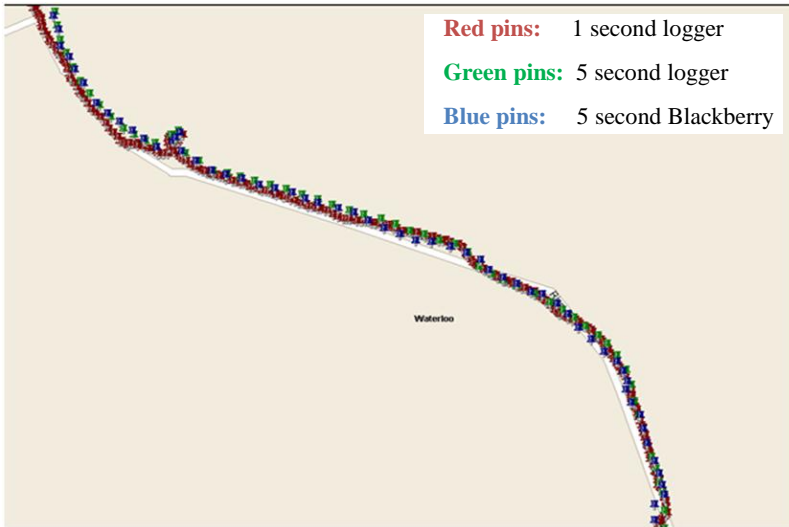 Red pins: 1 second logger
Green pins: 5 second logger
Blue pins: 5 second Blackberry
Waterloo